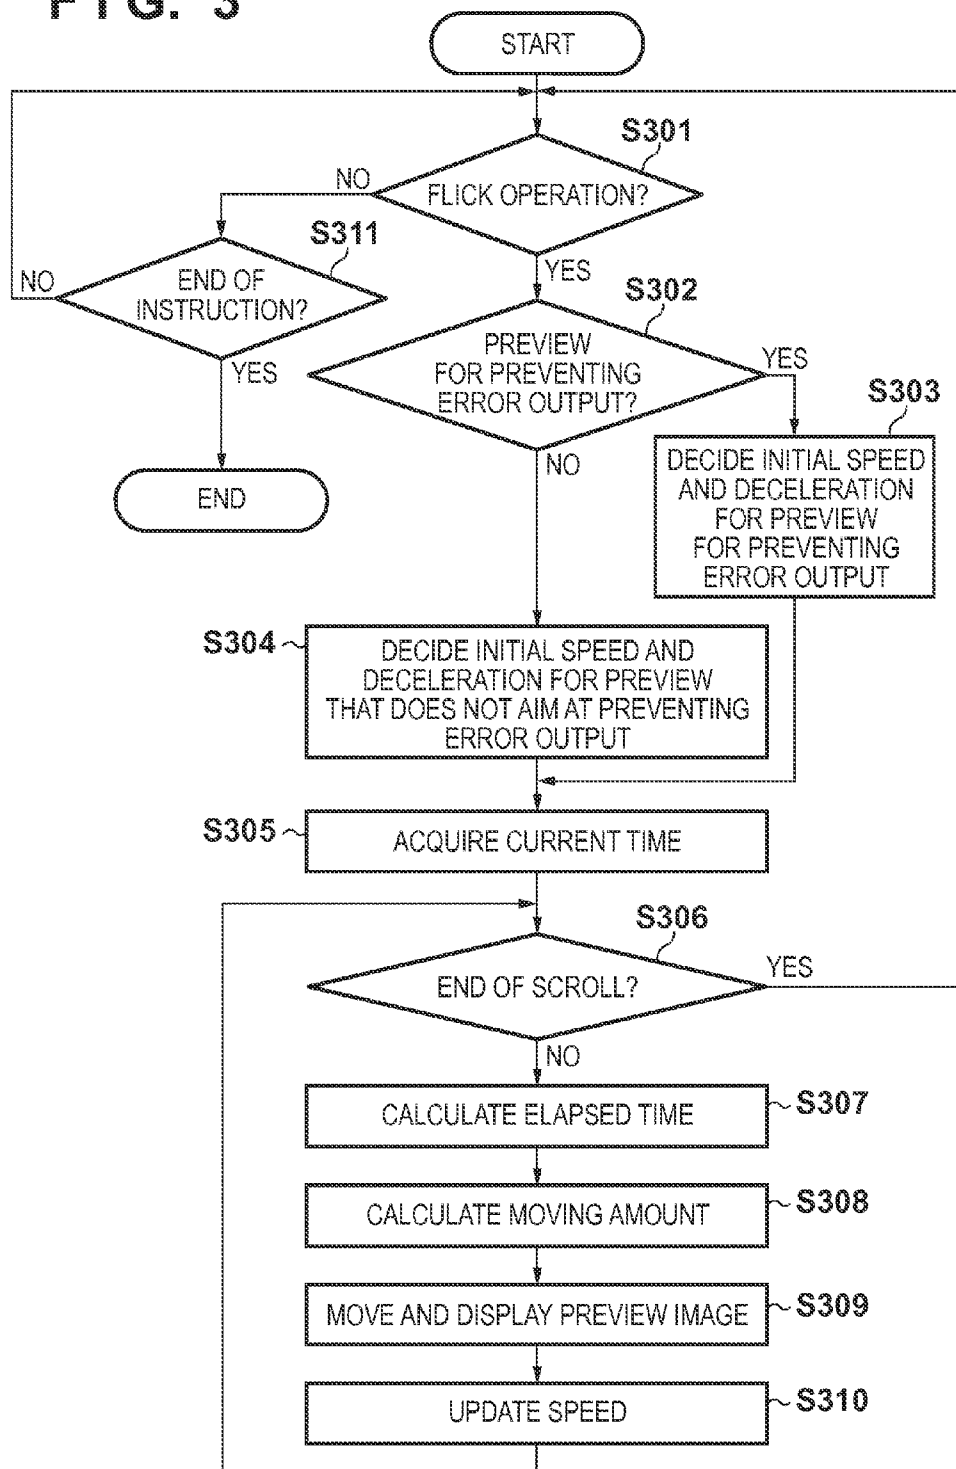 FIG. 3
START
S301
NO
FLICK OPERATION?
S311
YES
NO
END OF
INSTRUCTION?
S302
PREVIEW
FOR PREVENTING
ERROR OUTPUT?
YES
YES
S303
NO
DECIDE INITIAL SPEED
AND DECELERATION
FOR PREVIEW
FOR PREVENTING
ERROR OUTPUT
END
S304
DECIDE INITIAL SPEED AND
DECELERATION FOR PREVIEW
THAT DOES NOT AIM AT PREVENTING
ERROR OUTPUT
S305
ACQUIRE CURRENT TIME
S306
END OF SCROLL?
YES
NO
CALCULATE ELAPSED TIME
S307
CALCULATE MOVING AMOUNT
S308
MOVE AND DISPLAY PREVIEW IMAGE
S309
UPDATE SPEED
S310